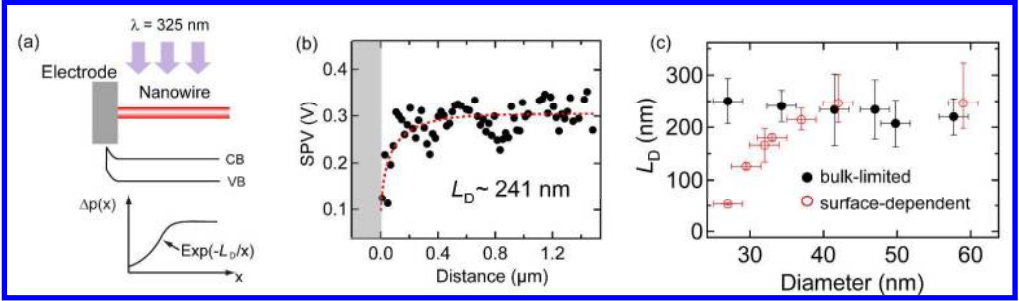 (a)
λ = 325 nm
Electrode
Nanowire
CB
VB
Δp(x)
Exp(-L_D/x)
x
(b)
0.4
0.3
0.2
0.1
SPV (V)
L_D ~ 241 nm
0.0 0.4 0.8 1.2
Distance (μm)
(c)
300
200
100
0
L_D (nm)
bulk-limited
surface-dependent
30 40 50 60
Diameter (nm)